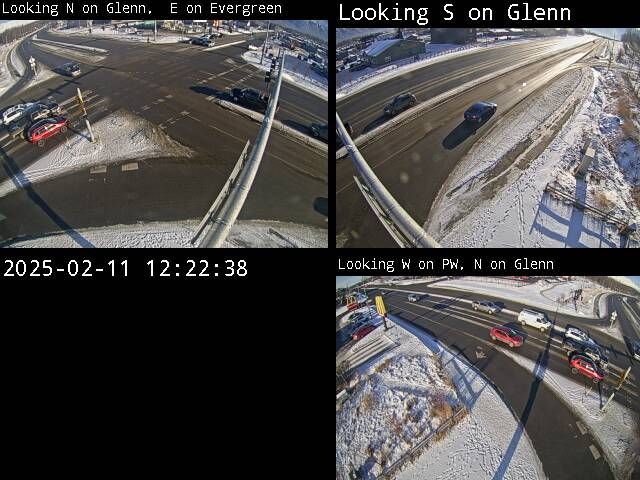 Looking N on Glenn, E on Evergreen
Looking S on Glenn
2025-02-11 12:22:38
Looking W on PW, N on Glenn